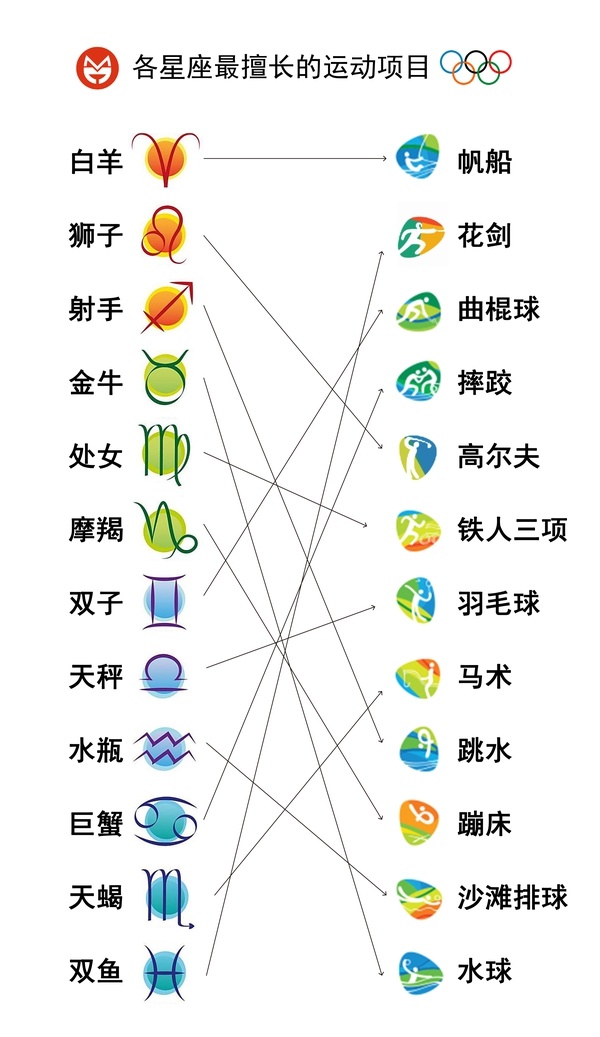 各星座最擅长的运动项目
白羊 帆船
狮子 花剑
射手 曲棍球
金牛 摔跤
处女 高尔夫
摩羯 铁人三项
双子 羽毛球
天秤 马术
水瓶 跳水
巨蟹 蹦床
天蝎 沙滩排球
双鱼 水球